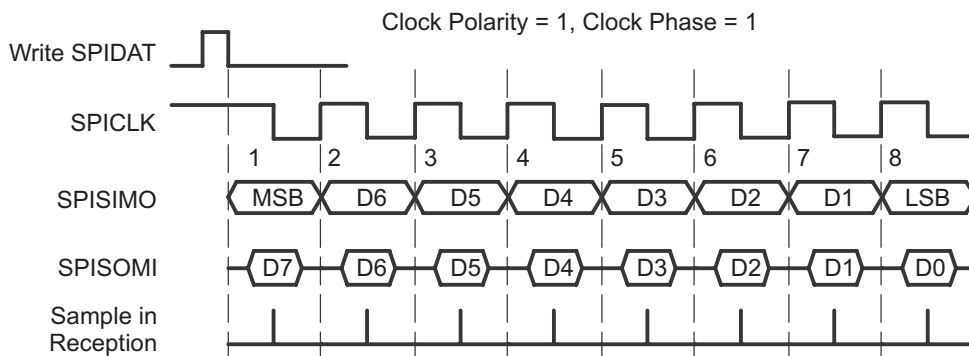 Clock Polarity = 1, Clock Phase = 1
Write SPIDAT
SPICLK
1 2 3 4 5 6 7 8
SPISIMO MSB D6 D5 D4 D3 D2 D1 LSB
SPISOMI D7 D6 D5 D4 D3 D2 D1 D0
Sample in
Reception